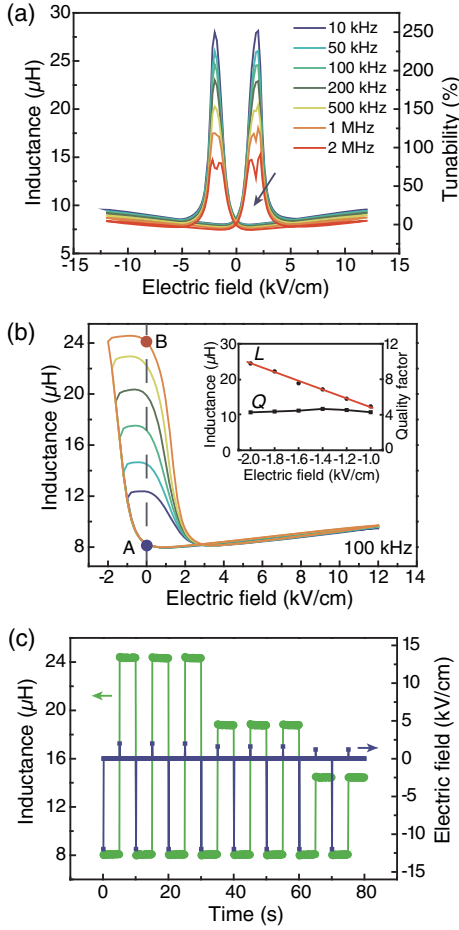 (a)
30
25
20
15
10
5
Inductance (µH)
250
200
150
100
50
0
Tunability (%)
10 kHz
50 kHz
100 kHz
200 kHz
500 kHz
1 MHz
2 MHz
-15 -10 -5 0 5 10 15
Electric field (kV/cm)
(b)
24
20
16
12
8
Inductance (µH)
B
A
30
20
10
0
Inductance (µH)
L
Q
12
8
4
0
Quality factor
-2.0 -1.8 -1.6 -1.4 -1.2 -1.0
Electric field (kV/cm)
100 kHz
-2 0 2 4 6 8 10 12 14
Electric field (kV/cm)
(c)
24
20
16
12
8
Inductance (µH)
15
10
5
0
-5
-10
-15
Electric field (kV/cm)
0 20 40 60 80
Time (s)